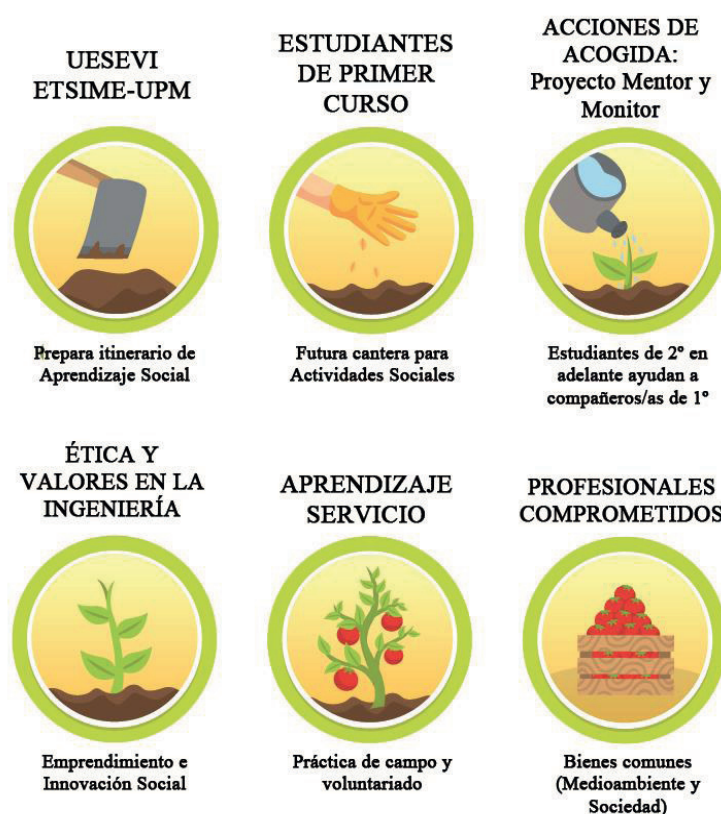 UESEVI
ETSIME-UPM
Prepara itinerario de
Aprendizaje Social
ESTUDIANTES
DE PRIMER
CURSO
Futura cantera para
Actividades Sociales
ACCIONES DE
ACOGIDA:
Proyecto Mentor y
Monitor
Estudiantes de 2º en
adelante ayudan a
compañeros/as de 1º
ÉTICA Y
VALORES EN LA
INGENIERÍA
Emprendimiento e
Innovación Social
APRENDIZAJE
SERVICIO
Práctica de campo y
voluntariado
PROFESIONALES
COMPROMETIDOS
Bienes comunes
(Medioambiente y
Sociedad)